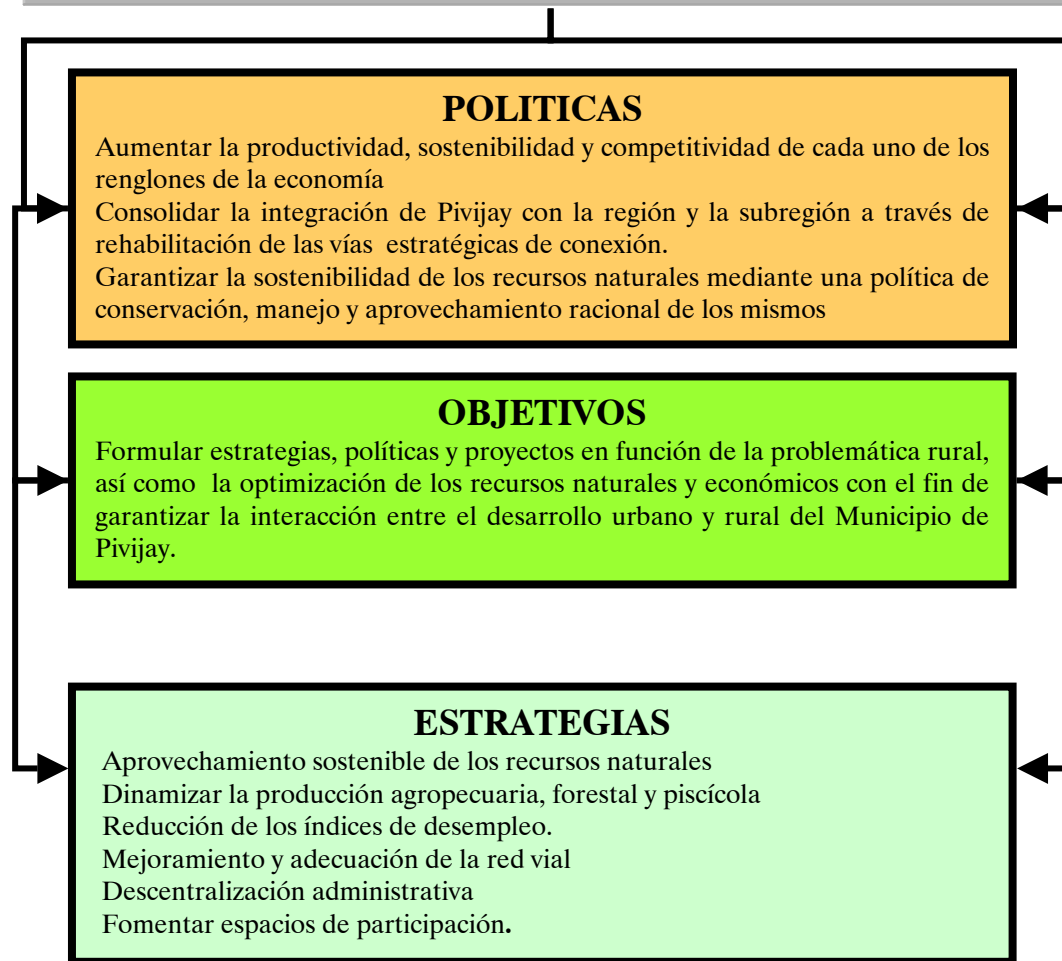 POLITICAS
Aumentar la productividad, sostenibilidad y competitividad de cada uno de los
renglones de la economía
Consolidar la integración de Pivijay con la región y la subregión a través de
rehabilitación de las vías estratégicas de conexión.
Garantizar la sostenibilidad de los recursos naturales mediante una política de
conservación, manejo y aprovechamiento racional de los mismos
OBJETIVOS
Formular estrategias, políticas y proyectos en función de la problemática rural,
así como la optimización de los recursos naturales y económicos con el fin de
garantizar la interacción entre el desarrollo urbano y rural del Municipio de
Pivijay.
ESTRATEGIAS
Aprovechamiento sostenible de los recursos naturales
Dinamizar la producción agropecuaria, forestal y piscícola
Reducción de los índices de desempleo.
Mejoramiento y adecuación de la red vial
Descentralización administrativa
Fomentar espacios de participación.